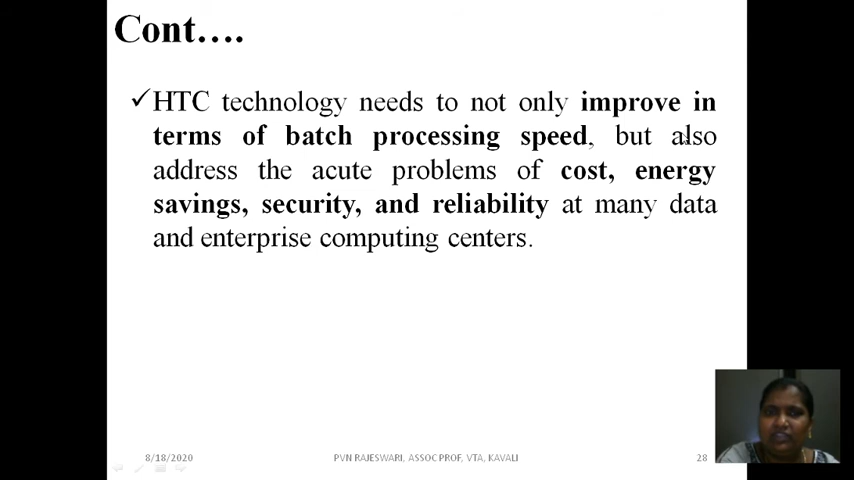 Cont….
✓HTC technology needs to not only improve in
terms of batch processing speed, but also
address the acute problems of cost, energy
savings, security, and reliability at many data
and enterprise computing centers.
8/18/2020 PVN RAJESWARI, ASSOC PROF, VTA, KAVALI 28